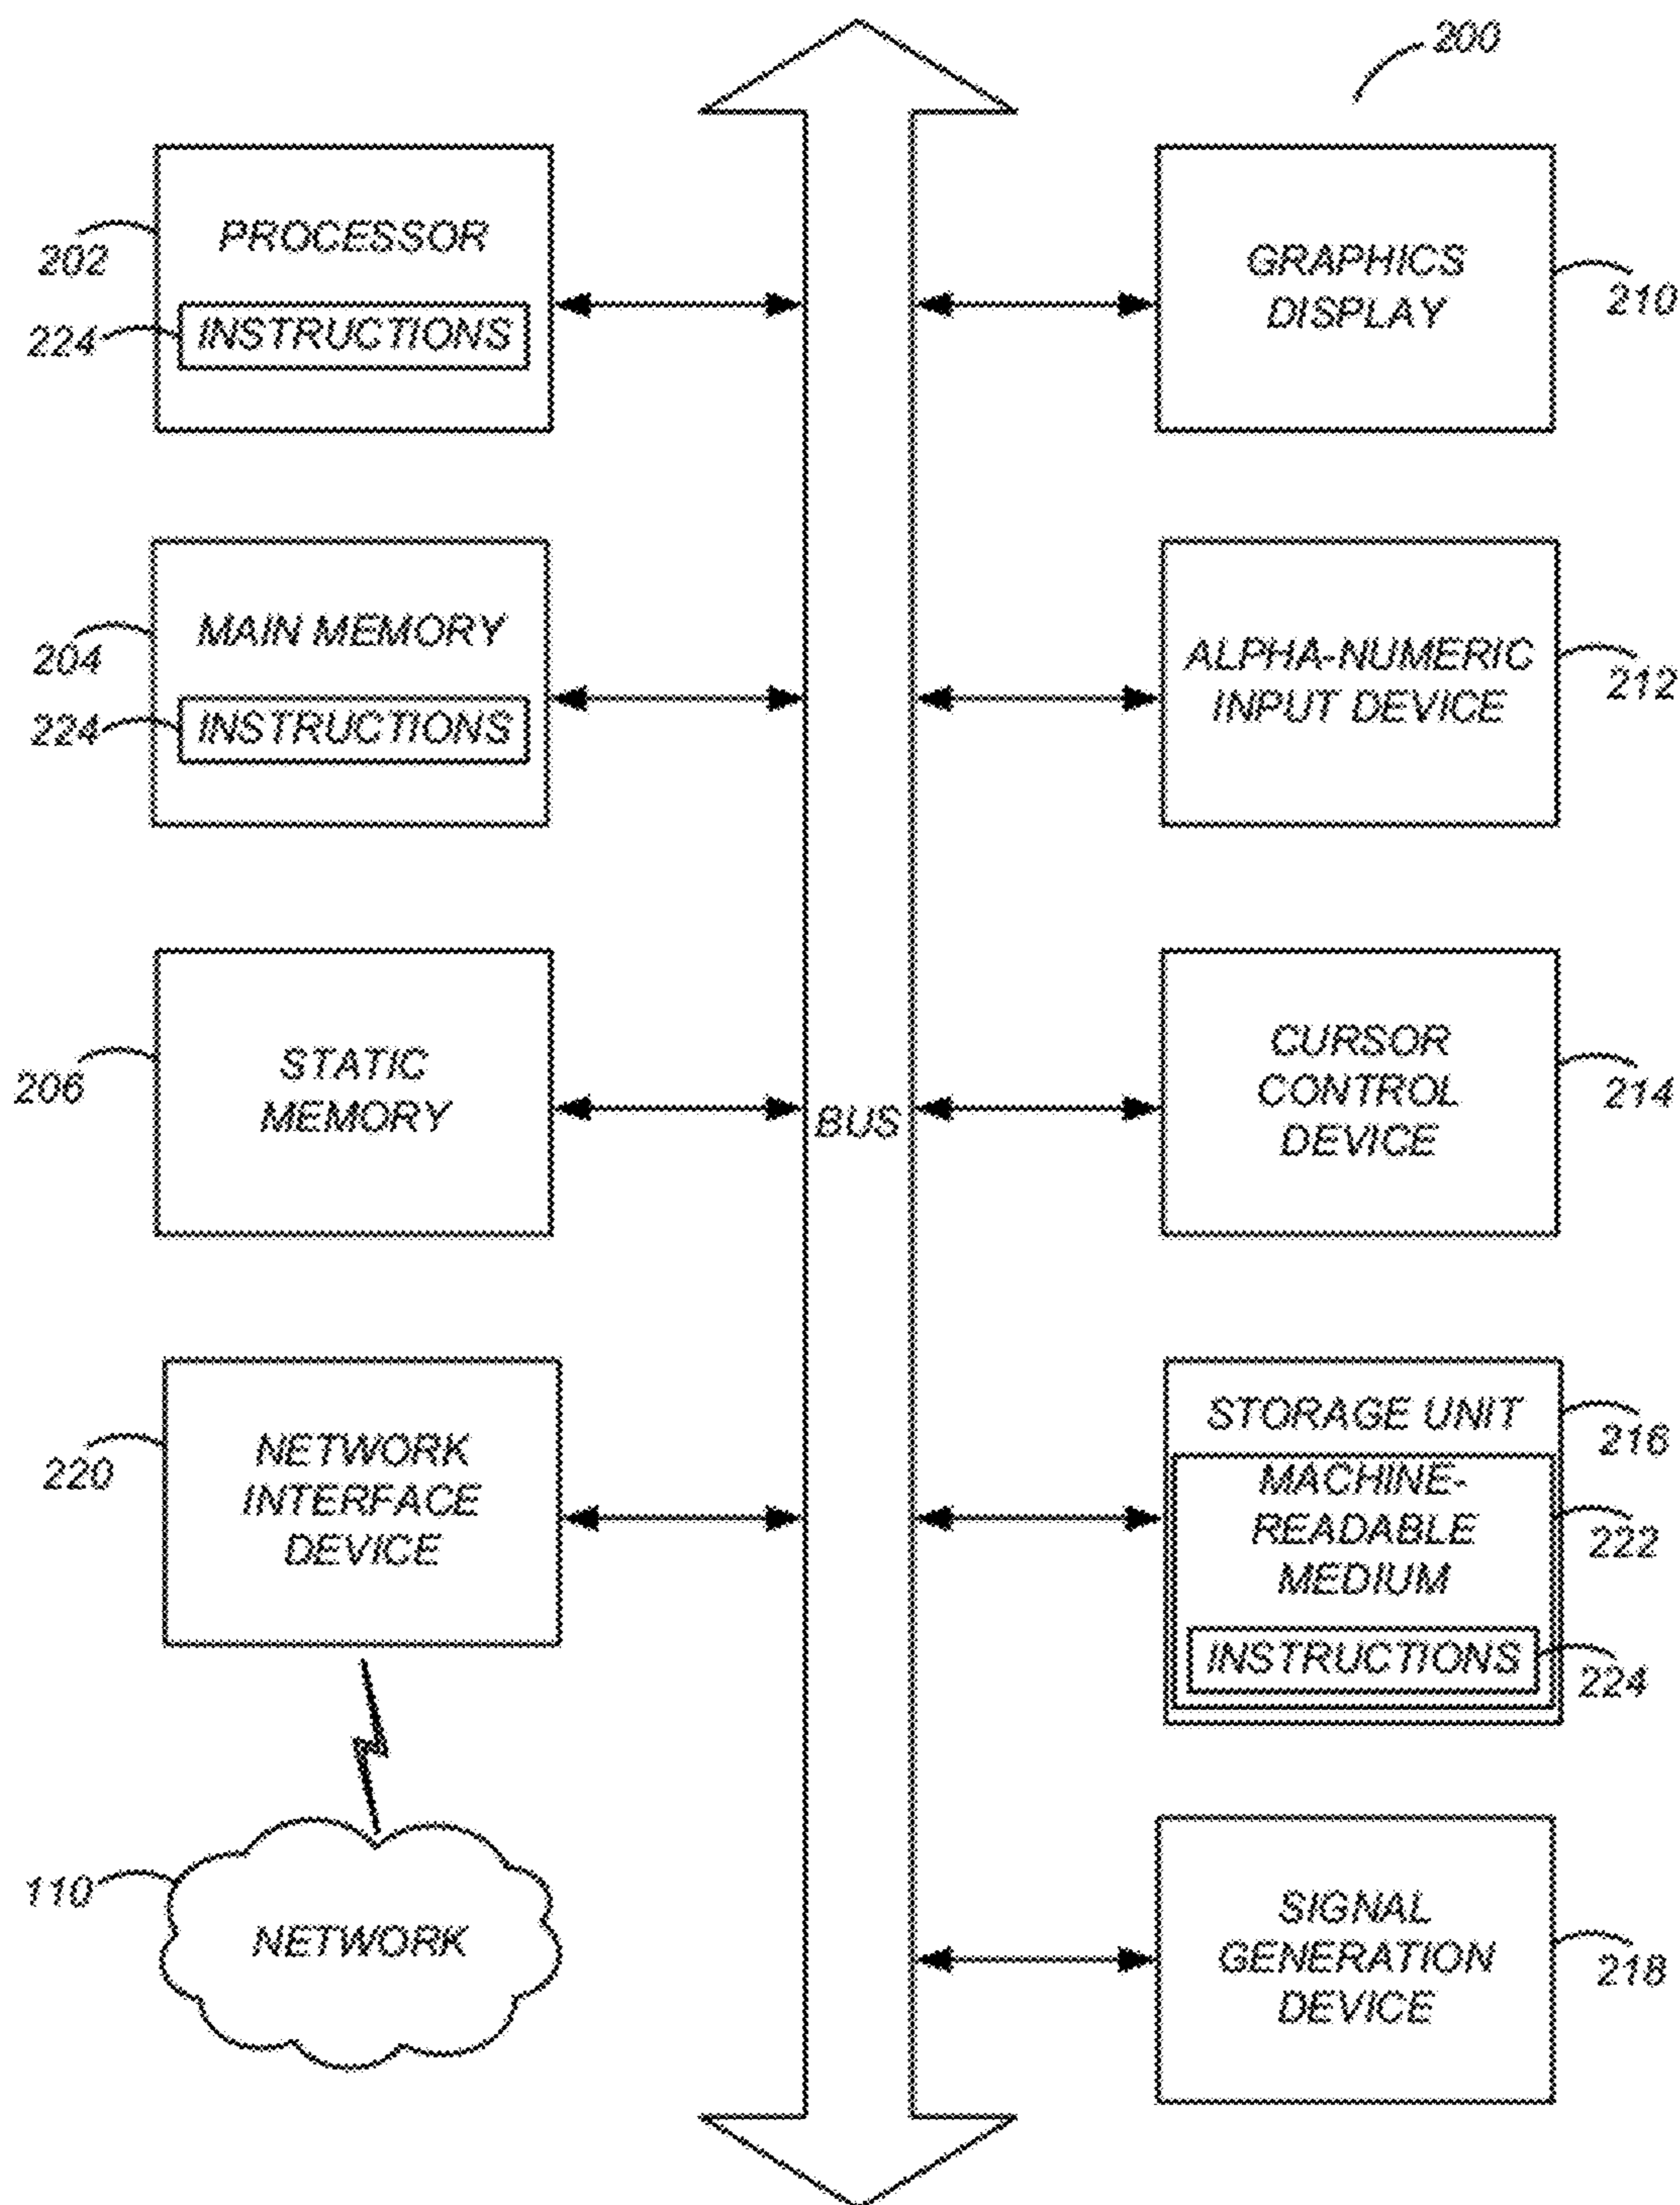 200
PROCESSOR
202
224
INSTRUCTIONS
GRAPHICS
DISPLAY
210
MAIN MEMORY
204
224
INSTRUCTIONS
ALPHA-NUMERIC
INPUT DEVICE
212
STATIC
MEMORY
206
BUS
CURSOR
CONTROL
DEVICE
214
NETWORK
INTERFACE
DEVICE
220
STORAGE UNIT
216
MACHINE-
READABLE
MEDIUM
222
INSTRUCTIONS
224
110
NETWORK
SIGNAL
GENERATION
DEVICE
218